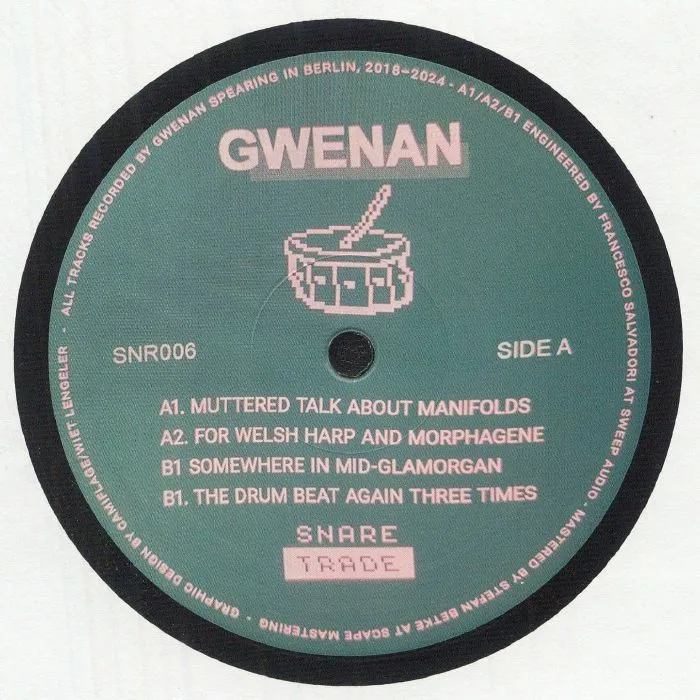 GWENAN
SNR006
SIDE A
A1. MUTTERED TALK ABOUT MANIFOLDS
A2. FOR WELSH HARP AND MORPHAGENE
B1 SOMEWHERE IN MID-GLAMORGAN
B1. THE DRUM BEAT AGAIN THREE TIMES
SNARE
TRADE
ALL TRACKS RECORDED BY GWENAN SPEARING IN BERLIN, 2018-2024 - A1/A2/B1 ENGINEERED BY FRANCESCO SALVADORI AT SWEEP AUDIO - MASTERED BY STEFAN BETKE AT SCAPE MASTERING - GRAPHIC DESIGN BY CAMIFLAGE/WIET LENGELER -